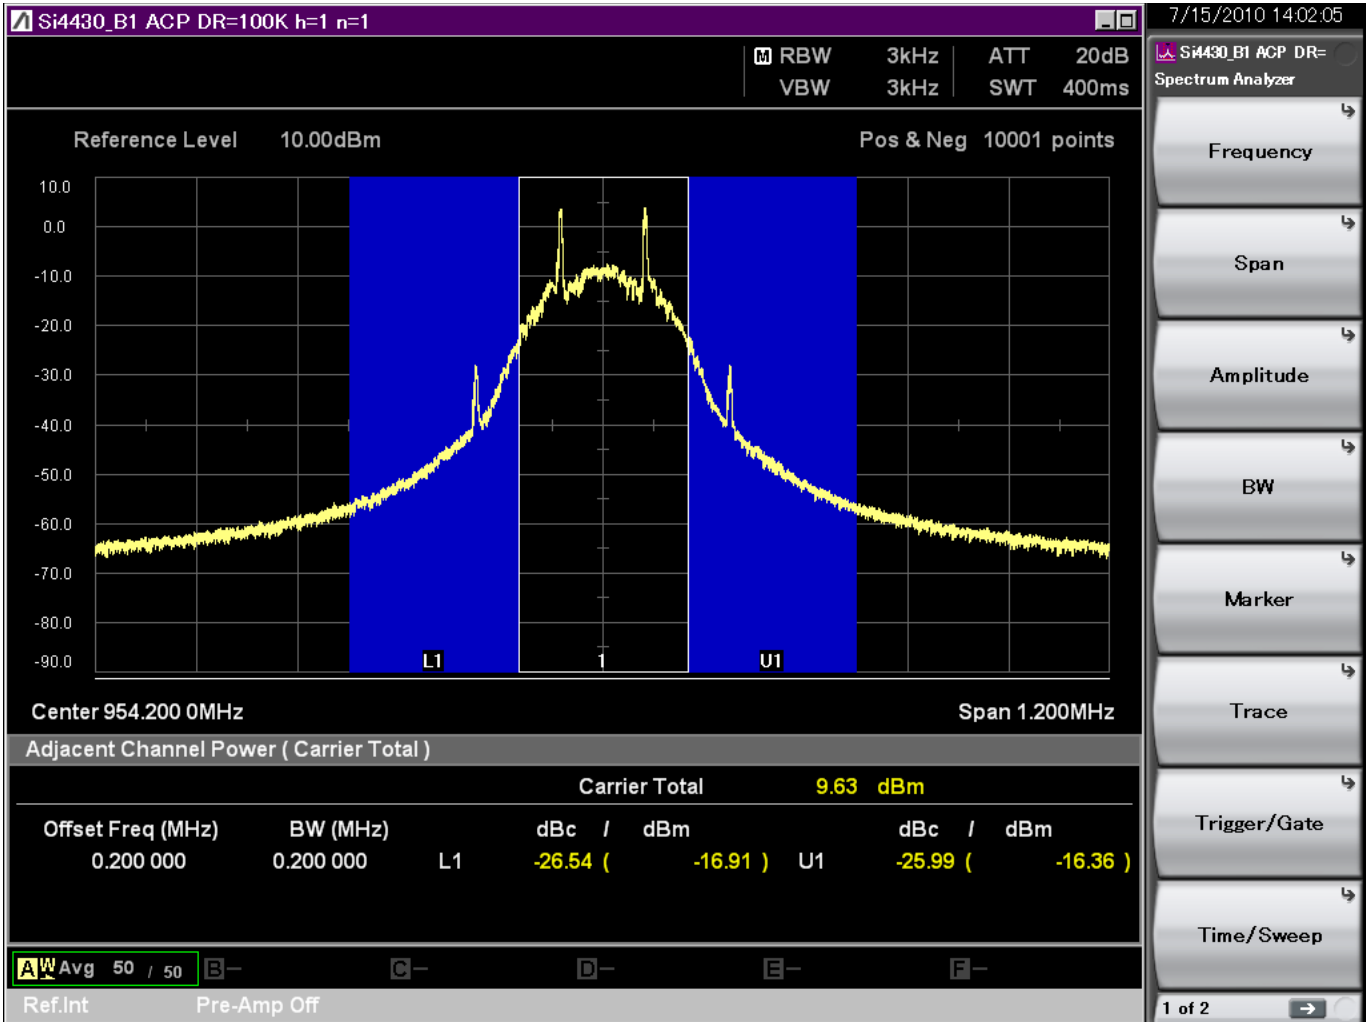 Si4430_B1 ACP DR=100K h=1 n=1
7/15/2010 14:02:05
M RBW 3kHz ATT 20dB
VBW 3kHz SWT 400ms
Si4430_B1 ACP DR=
Spectrum Analyzer
Reference Level 10.00dBm Pos & Neg 10001 points
10.0
0.0
-10.0
-20.0
-30.0
-40.0
-50.0
-60.0
-70.0
-80.0
-90.0
L1 1 U1
Center 954.200 0MHz Span 1.200MHz
Adjacent Channel Power ( Carrier Total )
Carrier Total 9.63 dBm
Offset Freq (MHz) BW (MHz) dBc / dBm dBc / dBm
0.200 000 0.200 000 L1 -26.54 ( -16.91 ) U1 -25.99 ( -16.36 )
A W Avg 50 / 50 B- C- D- E- F-
Ref.Int Pre-Amp Off
Frequency
Span
Amplitude
BW
Marker
Trace
Trigger/Gate
Time/Sweep
1 of 2